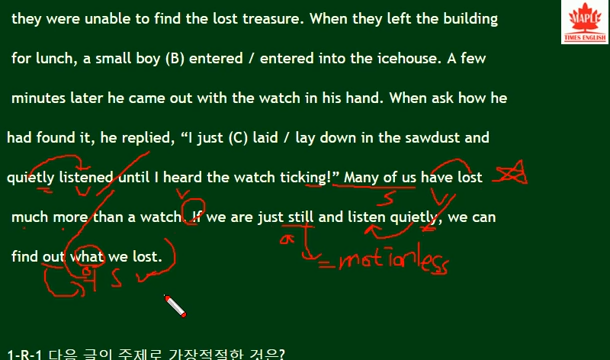 MAPLE
TIMES ENGLISH
they were unable to find the lost treasure. When they left the building
for lunch, a small boy (B) entered / entered into the icehouse. A few
minutes later he came out with the watch in his hand. When ask how he
had found it, he replied, “I just (C) laid / lay down in the sawdust and
quietly listened until I heard the watch ticking!” Many of us have lost
S
V
much more than a watch. If we are just still and listen quietly, we can
a
= motionless
find out what we lost.
S
1-R-1 다음 글의 주제로 가장적절한 것은?